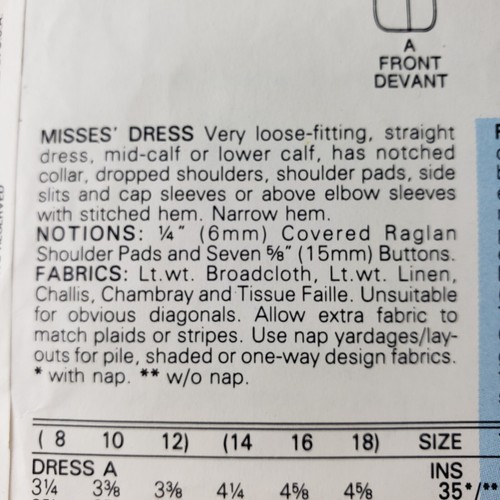 A
FRONT
DEVANT
MISSES' DRESS Very loose-fitting, straight
dress, mid-calf or lower calf, has notched
collar, dropped shoulders, shoulder pads, side
slits and cap sleeves or above elbow sleeves
with stitched hem. Narrow hem.
NOTIONS: ¼" (6mm) Covered Raglan
Shoulder Pads and Seven ⅝" (15mm) Buttons.
FABRICS: Lt.wt. Broadcloth, Lt.wt. Linen,
Challis, Chambray and Tissue Faille. Unsuitable
for obvious diagonals. Allow extra fabric to
match plaids or stripes. Use nap yardages/lay-
outs for pile, shaded or one-way design fabrics.
* with nap. ** w/o nap.
( 8 10 12) (14 16 18) SIZE
DRESS A INS
3¼ 3⅜ 3⅜ 4¼ 4⅝ 4⅝ 35*/**